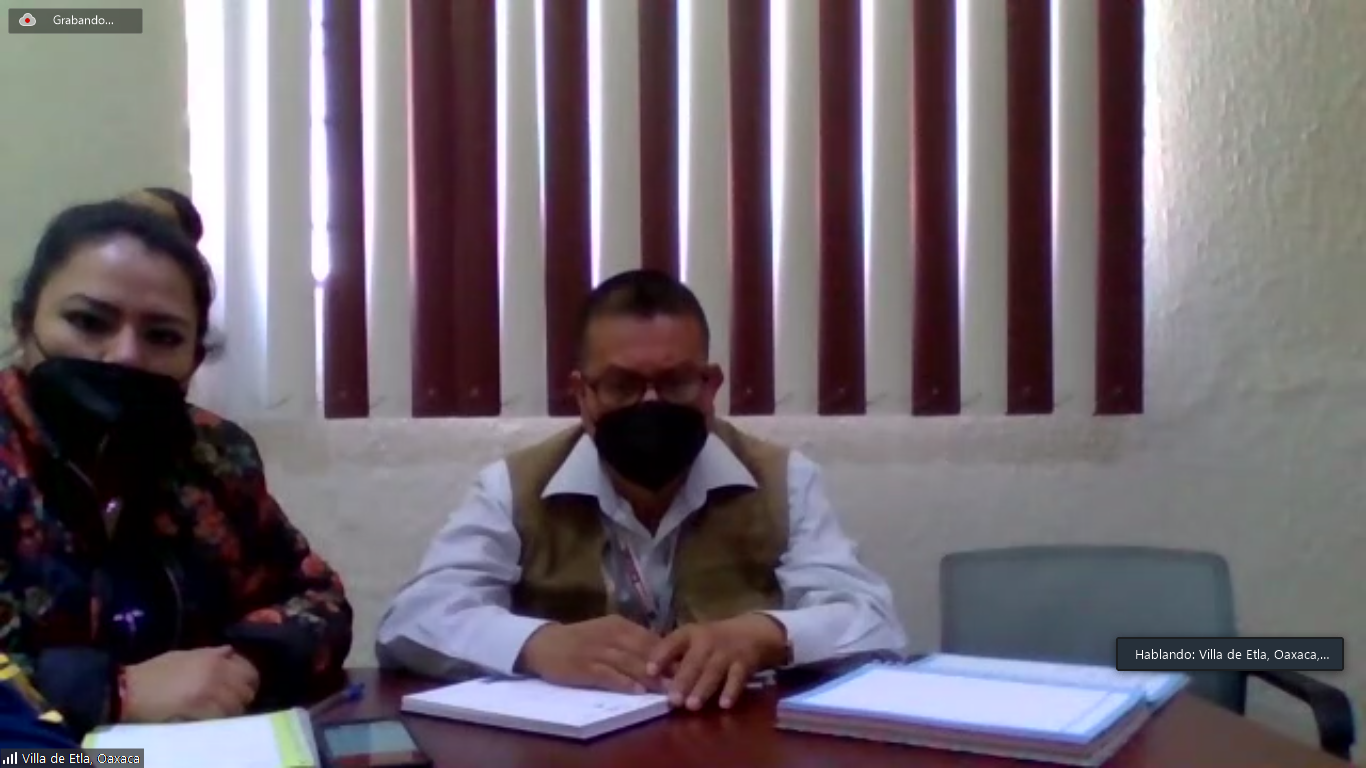 Grabando...
Hablando: Villa de Etla, Oaxaca,...
Villa de Etla, Oaxaca